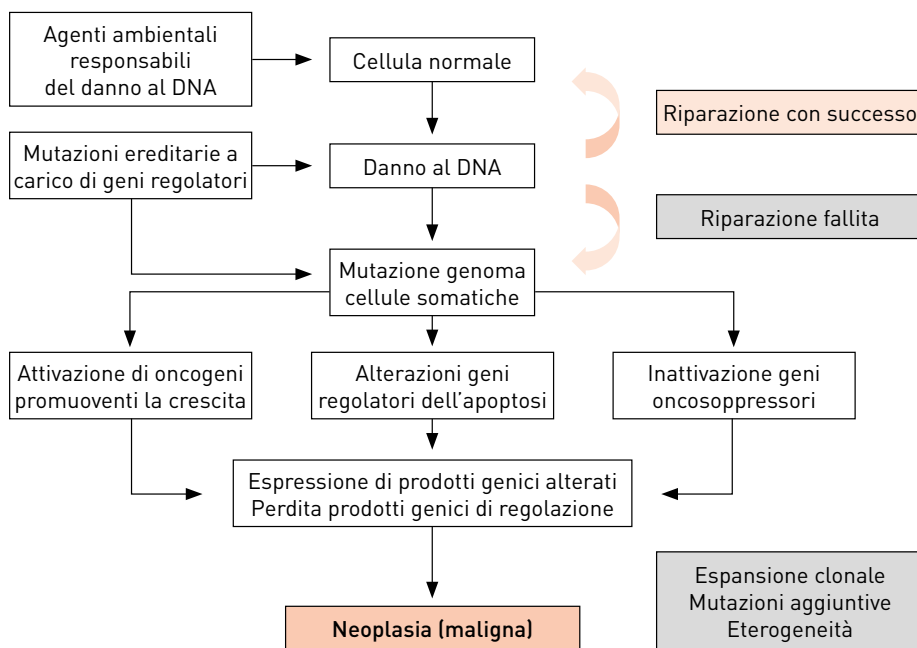 Agenti ambientali
responsabili
del danno al DNA
Cellula normale
Riparazione con successo
Mutazioni ereditarie a
carico di geni regolatori
Danno al DNA
Riparazione fallita
Mutazione genoma
cellule somatiche
Attivazione di oncogeni
promuoventi la crescita
Alterazioni geni
regolatori dell'apoptosi
Inattivazione geni
oncosoppressori
Espressione di prodotti genici alterati
Perdita prodotti genici di regolazione
Espansione clonale
Mutazioni aggiuntive
Eterogeneità
Neoplasia (maligna)